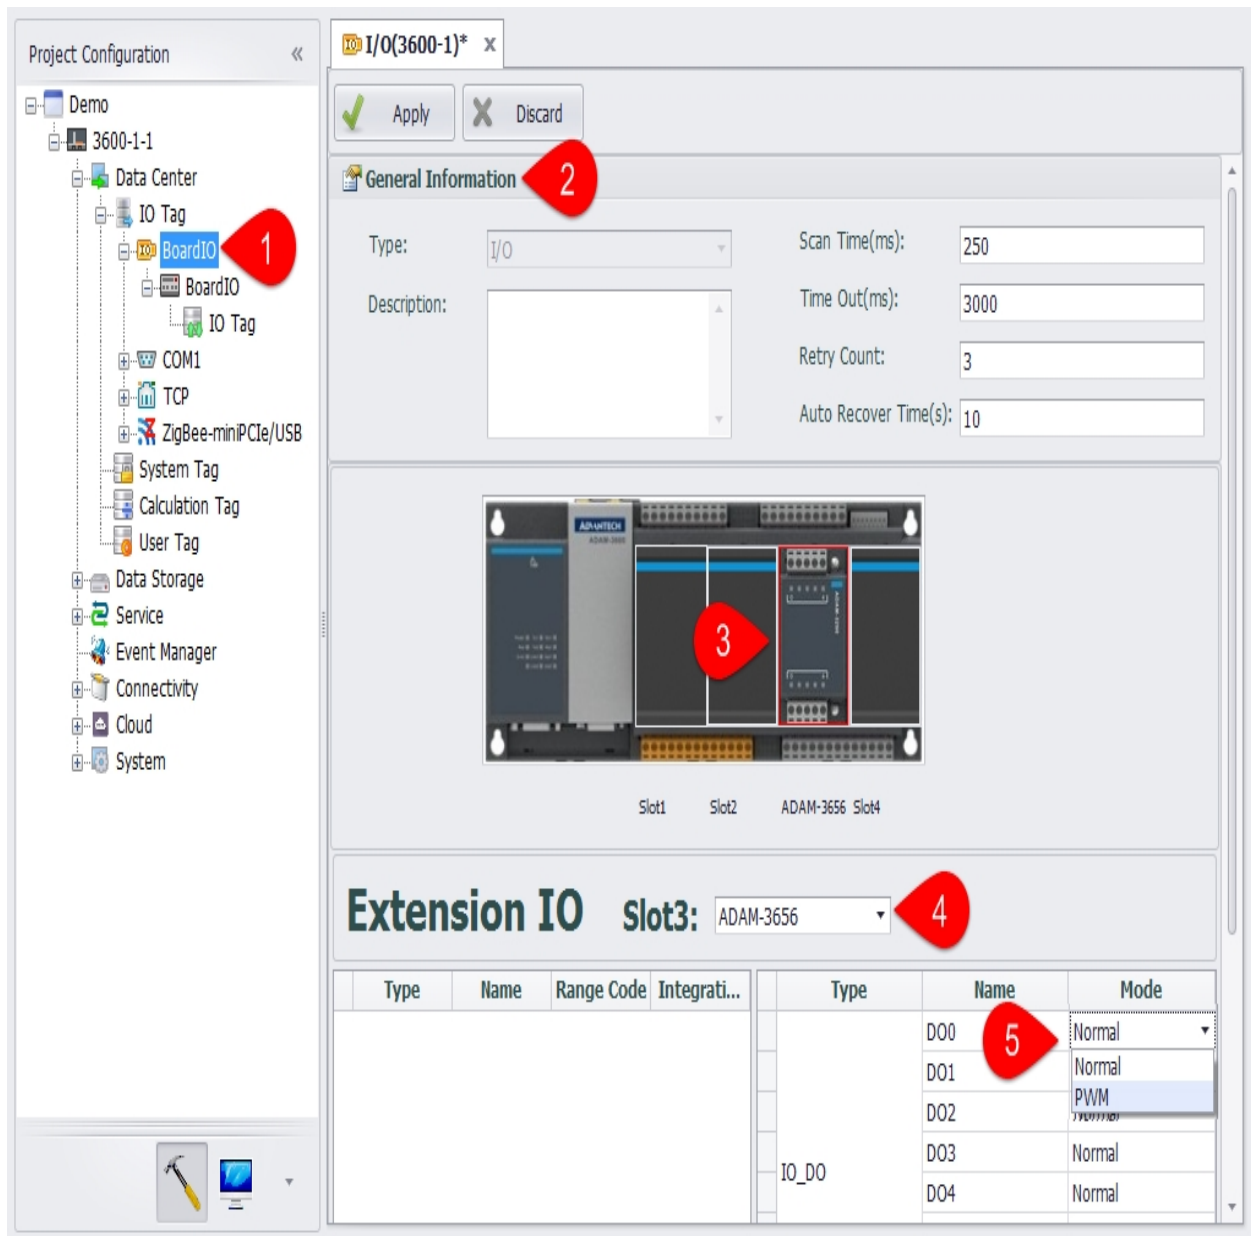 Project Configuration «
Demo
3600-1-1
Data Center
IO Tag
BoardIO
BoardIO
IO Tag
COM1
TCP
ZigBee-miniPCIe/USB
System Tag
Calculation Tag
User Tag
Data Storage
Service
Event Manager
Connectivity
Cloud
System
1
I/O(3600-1)* x
Apply
Discard
General Information
2
Type:
I/O
Description:
Scan Time(ms):
250
Time Out(ms):
3000
Retry Count:
3
Auto Recover Time(s):
10
ADVANTECH
ADAM-3600
3
Slot1 Slot2 ADAM-3656 Slot4
Extension IO Slot3: ADAM-3656
4
Type Name Range Code Integrati...
Type Name Mode
DO0 Normal
5
Normal
PWM
DO1
DO2 Normal
DO3 Normal
IO_DO
DO4 Normal